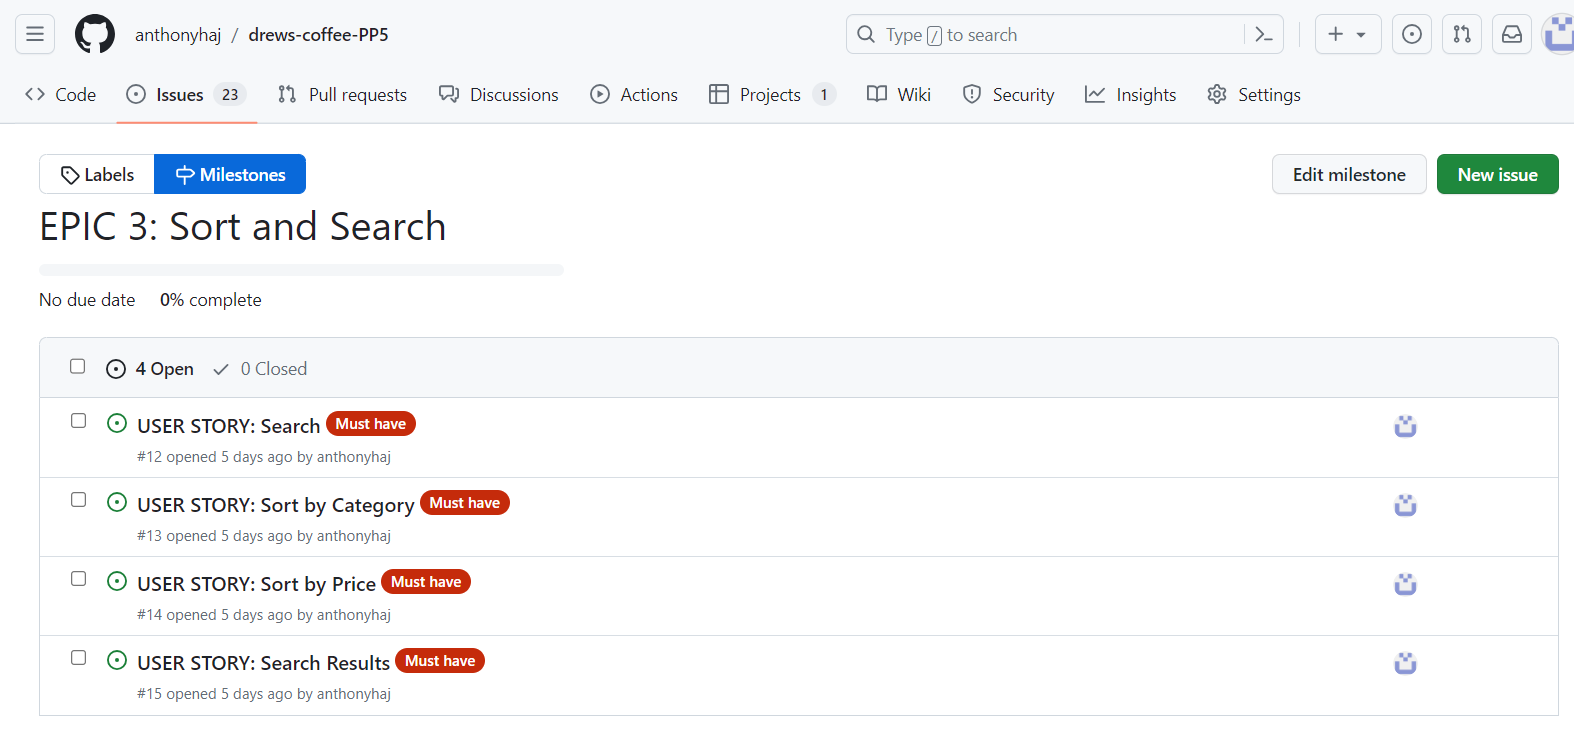 anthonyhaj / drews-coffee-PP5
Type / to search
Code
Issues 23
Pull requests
Discussions
Actions
Projects 1
Wiki
Security
Insights
Settings
Labels
Milestones
Edit milestone
New issue
EPIC 3: Sort and Search
No due date 0% complete
4 Open 0 Closed
USER STORY: Search Must have
#12 opened 5 days ago by anthonyhaj
USER STORY: Sort by Category Must have
#13 opened 5 days ago by anthonyhaj
USER STORY: Sort by Price Must have
#14 opened 5 days ago by anthonyhaj
USER STORY: Search Results Must have
#15 opened 5 days ago by anthonyhaj